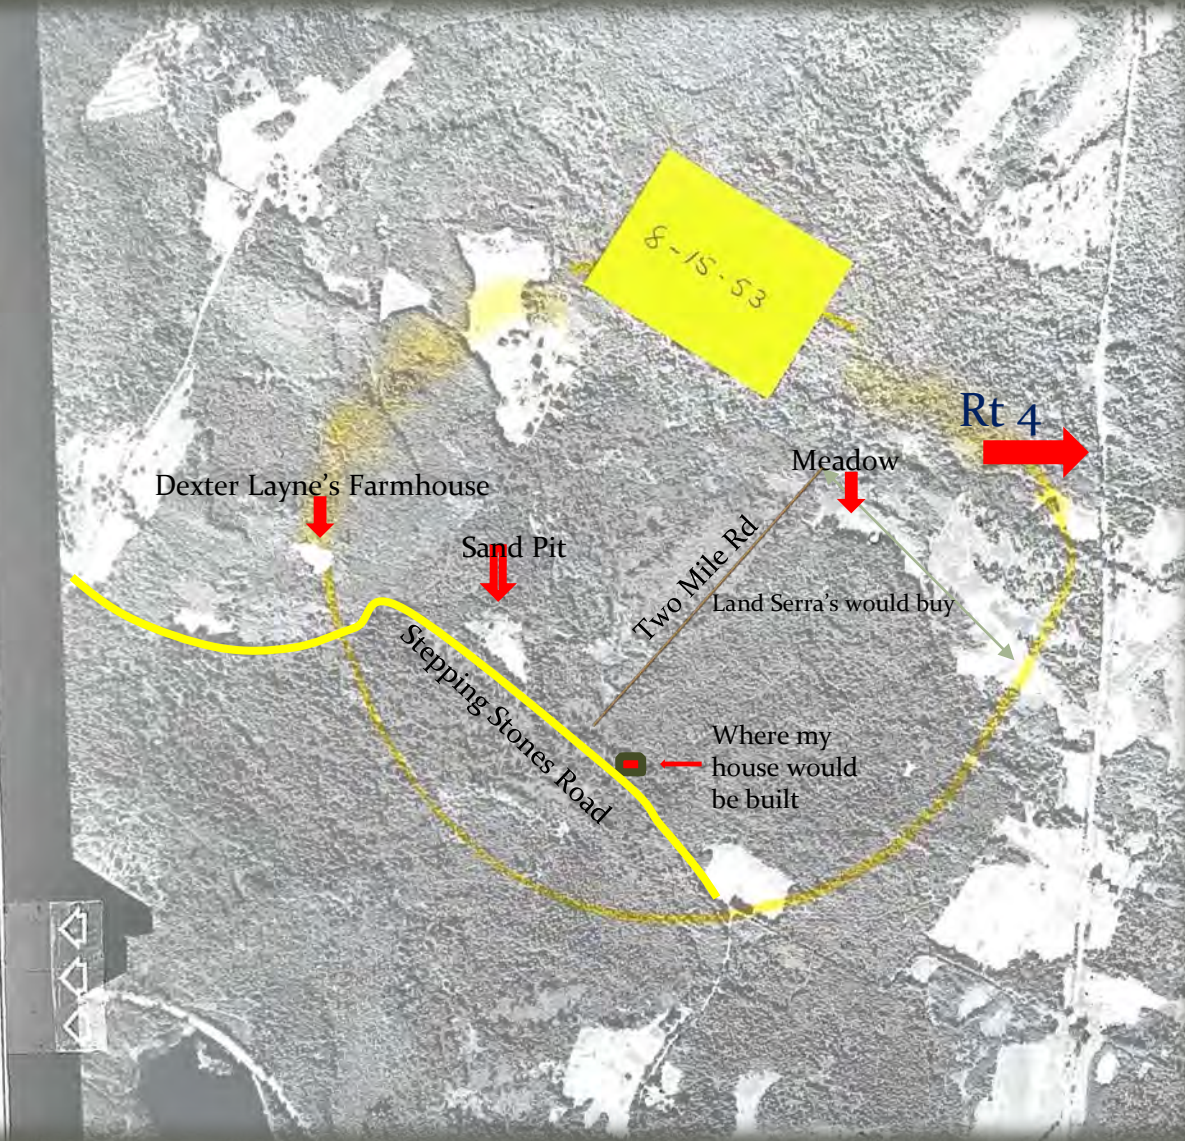 8-15-53
Rt 4
Meadow
Dexter Layne's Farmhouse
Sand Pit
Two Mile Rd
Land Serra's would buy
Stepping Stones Road
Where my
house would
be built